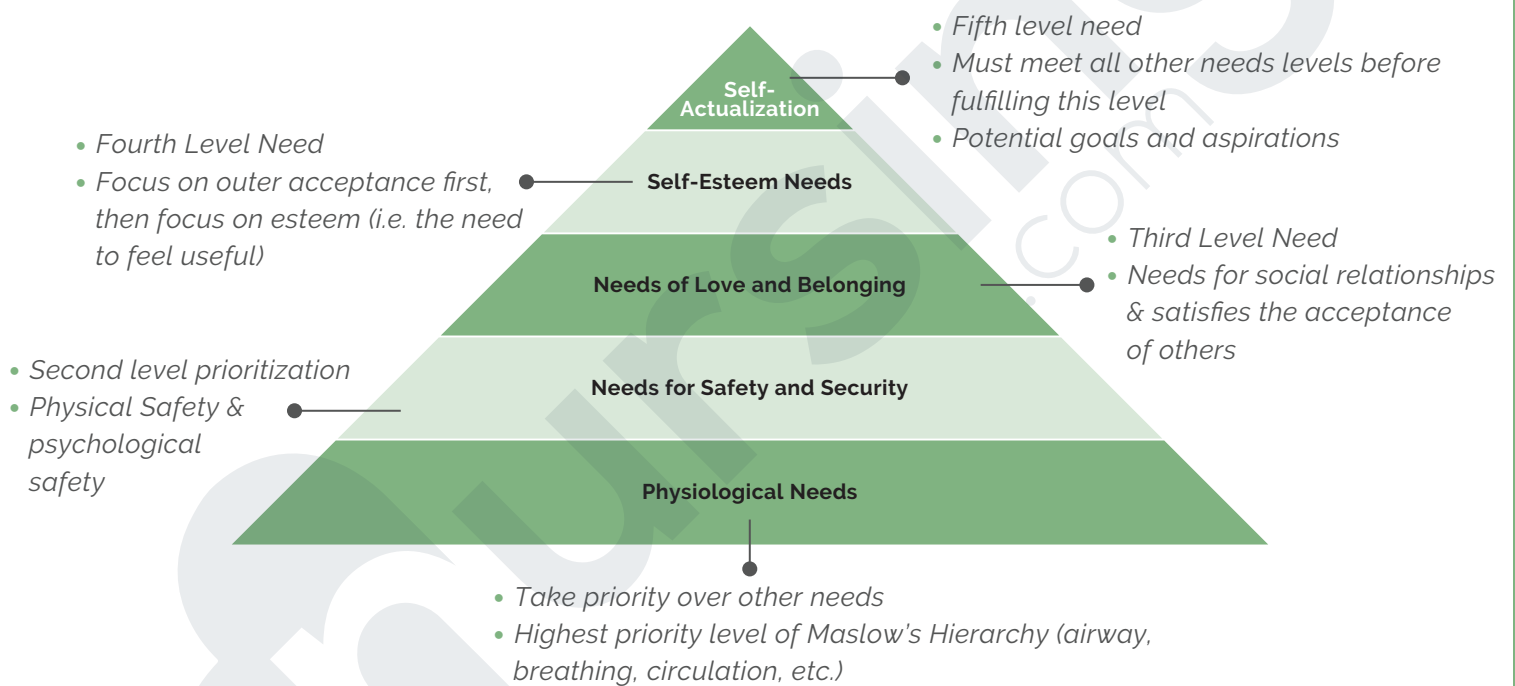 Fifth level need
Must meet all other needs levels before
fulfilling this level
Potential goals and aspirations
Self-
Actualization
Fourth Level Need
Focus on outer acceptance first,
then focus on esteem (i.e. the need
to feel useful)
Self-Esteem Needs
Third Level Need
Needs for social relationships
& satisfies the acceptance
of others
Needs of Love and Belonging
Second level prioritization
Physical Safety &
psychological
safety
Needs for Safety and Security
Physiological Needs
Take priority over other needs
Highest priority level of Maslow's Hierarchy (airway,
breathing, circulation, etc.)
nursing
.com